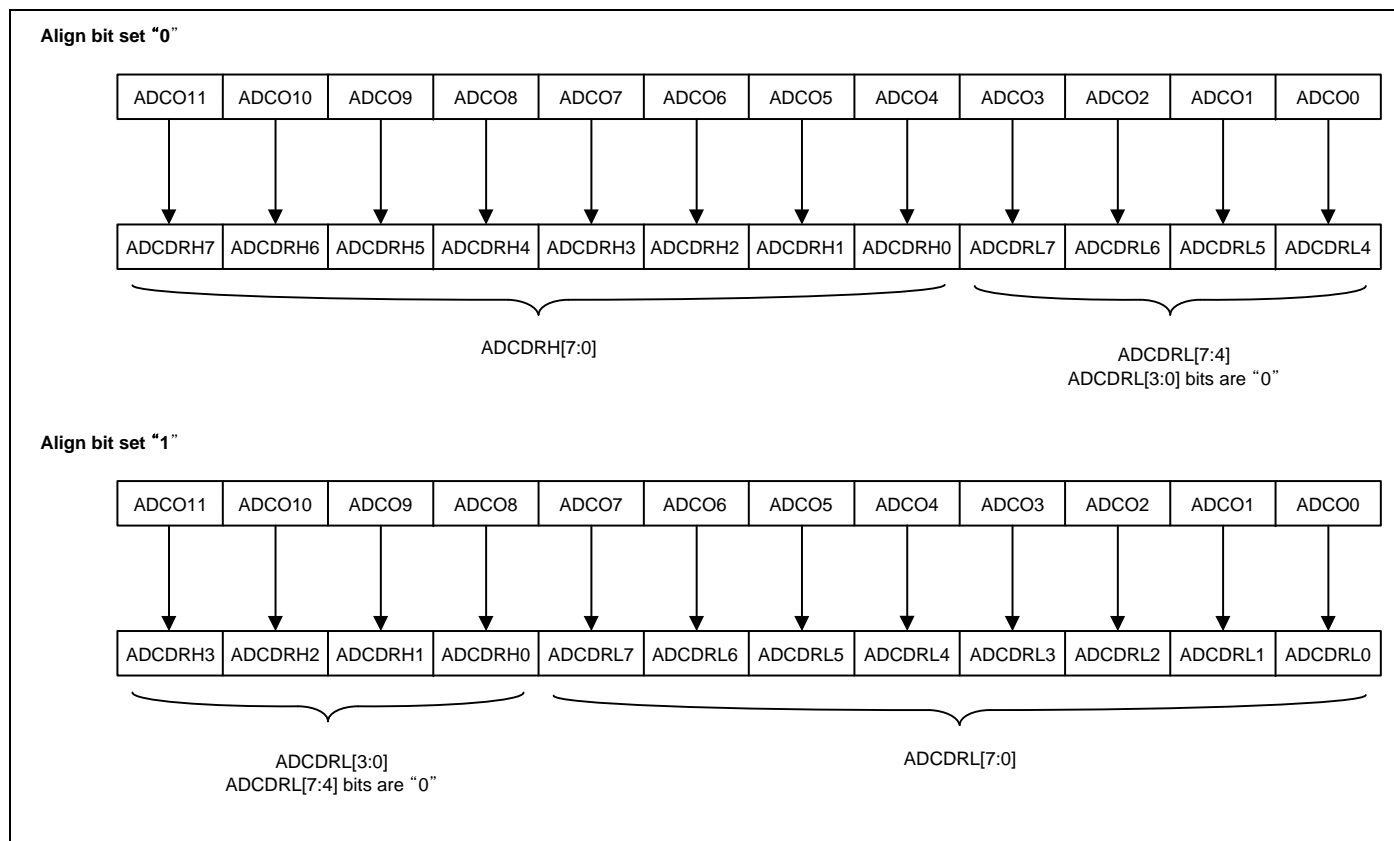 Align bit set “0”
ADCO11 ADCO10 ADCO9 ADCO8 ADCO7 ADCO6 ADCO5 ADCO4 ADCO3 ADCO2 ADCO1 ADCO0
ADCDRH7 ADCDRH6 ADCDRH5 ADCDRH4 ADCDRH3 ADCDRH2 ADCDRH1 ADCDRH0 ADCDRL7 ADCDRL6 ADCDRL5 ADCDRL4
ADCDRH[7:0]
ADCDRL[7:4]
ADCDRL[3:0] bits are “0”
Align bit set “1”
ADCO11 ADCO10 ADCO9 ADCO8 ADCO7 ADCO6 ADCO5 ADCO4 ADCO3 ADCO2 ADCO1 ADCO0
ADCDRH3 ADCDRH2 ADCDRH1 ADCDRH0 ADCDRL7 ADCDRL6 ADCDRL5 ADCDRL4 ADCDRL3 ADCDRL2 ADCDRL1 ADCDRL0
ADCDRL[3:0]
ADCDRL[7:4] bits are “0”
ADCDRL[7:0]